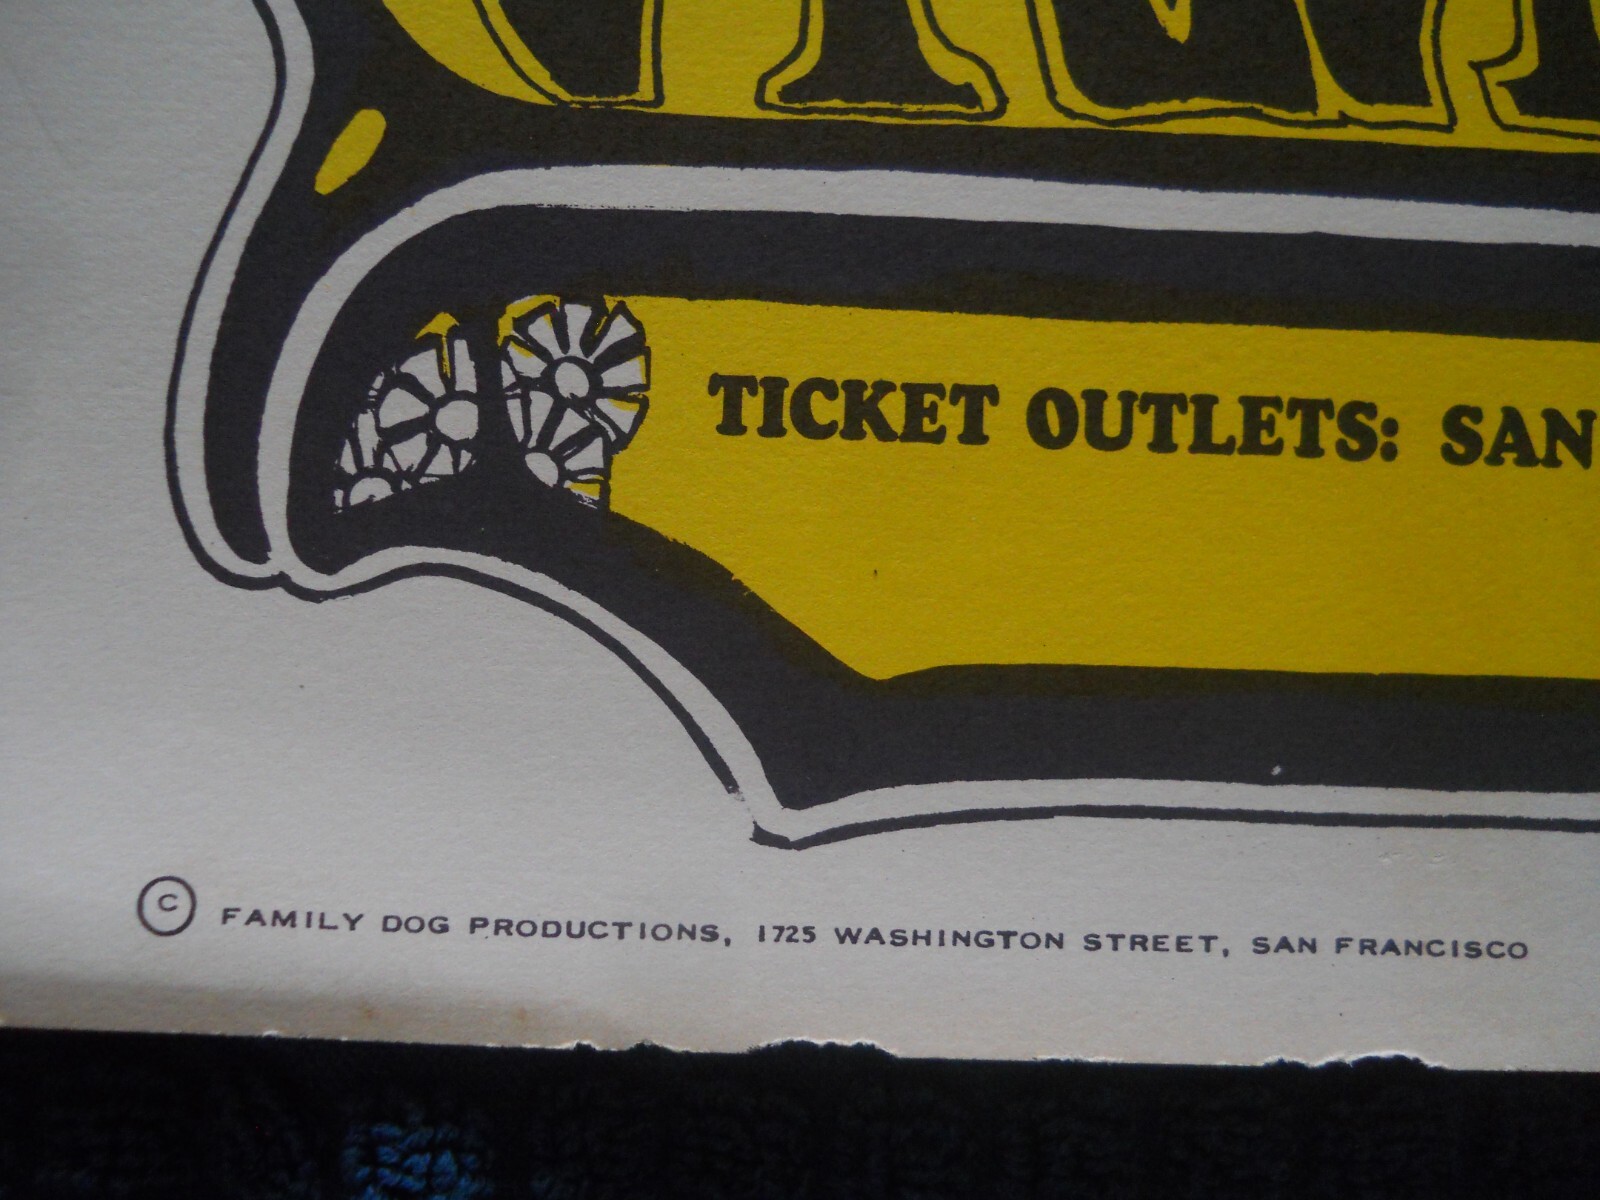 TICKET OUTLETS: SAN
© FAMILY DOG PRODUCTIONS, 1725 WASHINGTON STREET, SAN FRANCISCO